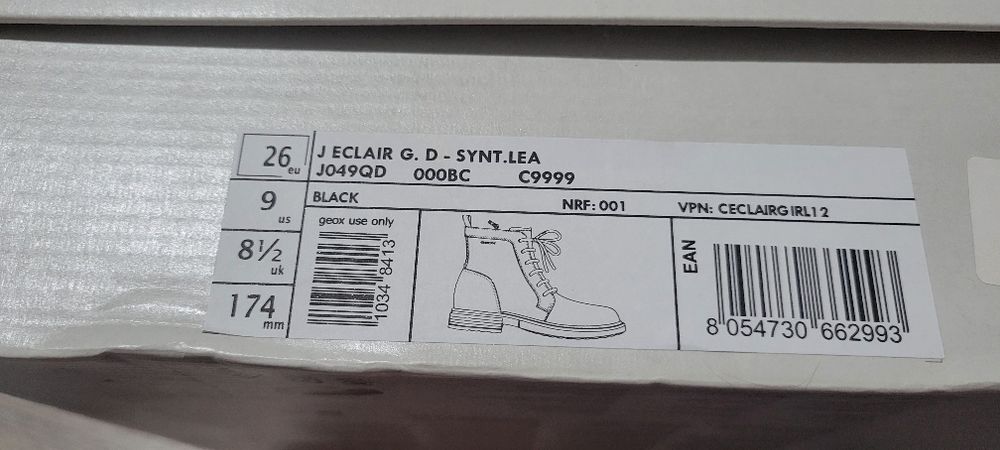 26 eu
J ECLAIR G. D - SYNT.LEA
J049QD 000BC C9999
9 us
BLACK NRF: 001 VPN: CECLAIRGIRL12
8½ uk
geox use only
1034 8413
174 mm
EAN
8 054730 662993